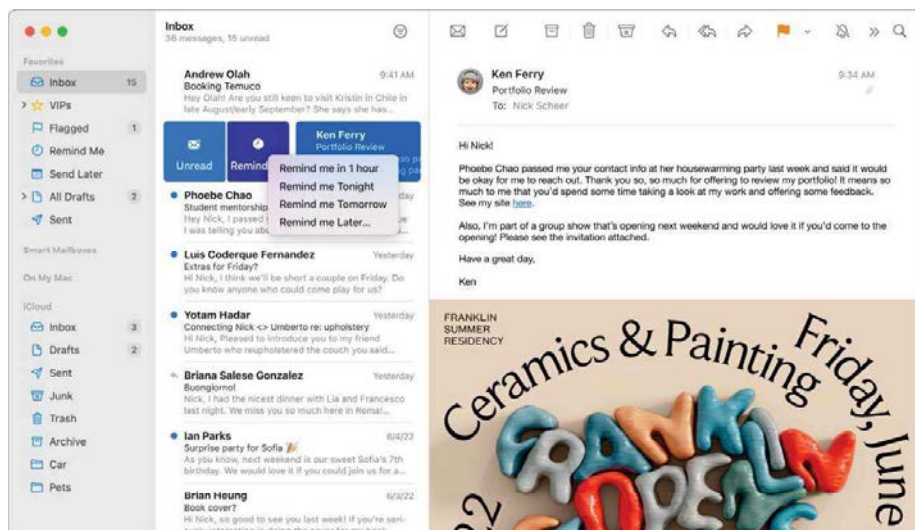 Favorites
Inbox 15
VIPs
Flagged 1
Remind Me
Send Later
All Drafts 2
Sent
Smart Mailboxes
On My Mac
iCloud
Inbox 3
Drafts 2
Sent
Junk
Trash
Archive
Car
Pets
Inbox
36 messages, 15 unread
Andrew Olah 9:41 AM
Booking Temuco
Hey Olah! Are you still keen to visit Kristin in Chile in
late August/early September? She says she has...
Unread
Remind
Ken Ferry
Portfolio Review
Remind me in 1 hour
Remind me Tonight
Remind me Tomorrow
Remind me Later...
Phoebe Chao
Student mentorship
Hey Nick, I passed
I was telling you
Luis Coderque Fernandez Yesterday
Extras for Friday?
Hi Nick, I think we'll be short a couple on Friday. Do
you know anyone who could come play for us?
Yotam Hadar Yesterday
Connecting Nick <> Umberto re: upholstery
Hi Nick, Pleased to introduce you to my friend
Umberto who reupholstered the couch you said...
Briana Salese Gonzalez Yesterday
Buongiorno!
Nick, I had the nicest dinner with Lia and Francesco
last night. We miss you so much here in Roma!...
Ian Parks 6/4/22
Surprise party for Sofia 🎉
As you know, next weekend is our sweet Sofia's 7th
birthday. We would love it if you could join us for a...
Brian Heung 6/3/22
Book cover?
Hi Nick, so good to see you last week! If you're seri-
Ken Ferry 9:34 AM
Portfolio Review
To: Nick Scheer
Hi Nick!
Phoebe Chao passed me your contact info at her housewarming party last week and said it would
be okay for me to reach out. Thank you so, so much for offering to review my portfolio! It means so
much to me that you'd spend some time taking a look at my work and offering some feedback.
See my site here.
Also, I'm part of a group show that's opening next weekend and would love it if you'd come to the
opening! Please see the invitation attached.
Have a great day,
Ken
FRANKLIN
SUMMER
RESIDENCY
Ceramics & Painting
Friday, June
22
FRANKLIN
OPEN